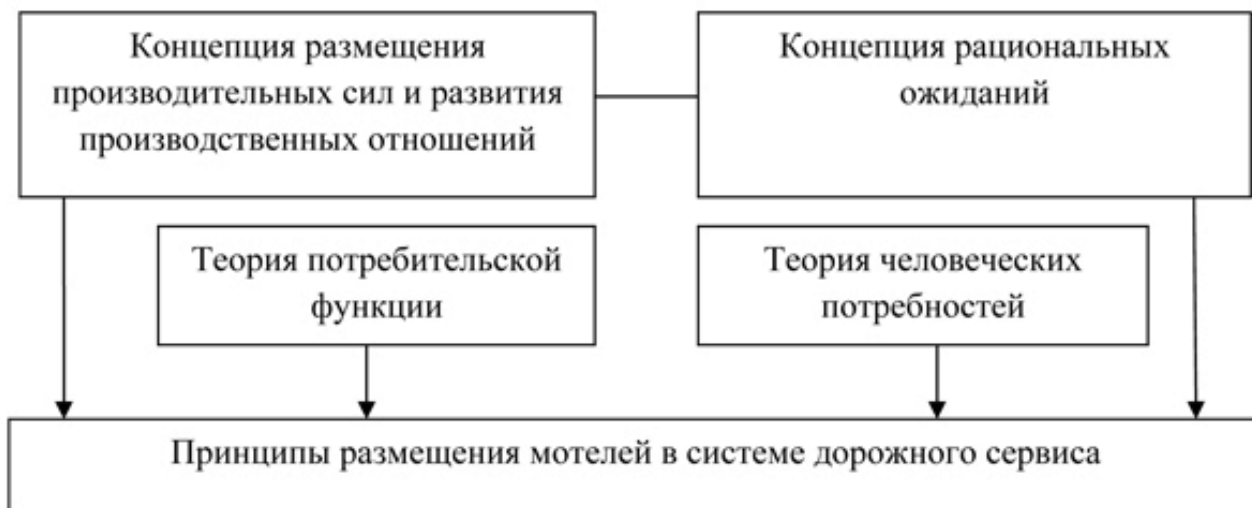 Концепция размещения
производительных сил и развития
производственных отношений
Концепция рациональных
ожиданий
Теория потребительской
функции
Теория человеческих
потребностей
Принципы размещения мотелей в системе дорожного сервиса